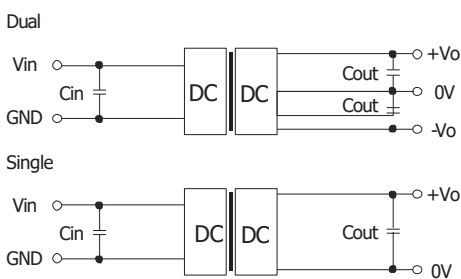 Dual
Vin
Cin
GND
DC DC
Cout
Cout
+Vo
0V
-Vo
Single
Vin
Cin
GND
DC DC
Cout
+Vo
0V